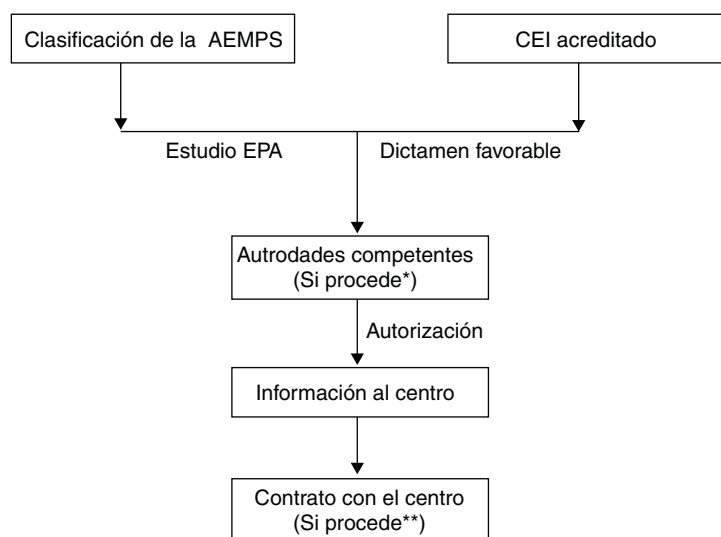 Clasificación de la AEMPS
CEI acreditado
Estudio EPA
Dictamen favorable
Autrodades competentes
(Si procede*)
Autorización
Información al centro
Contrato con el centro
(Si procede**)